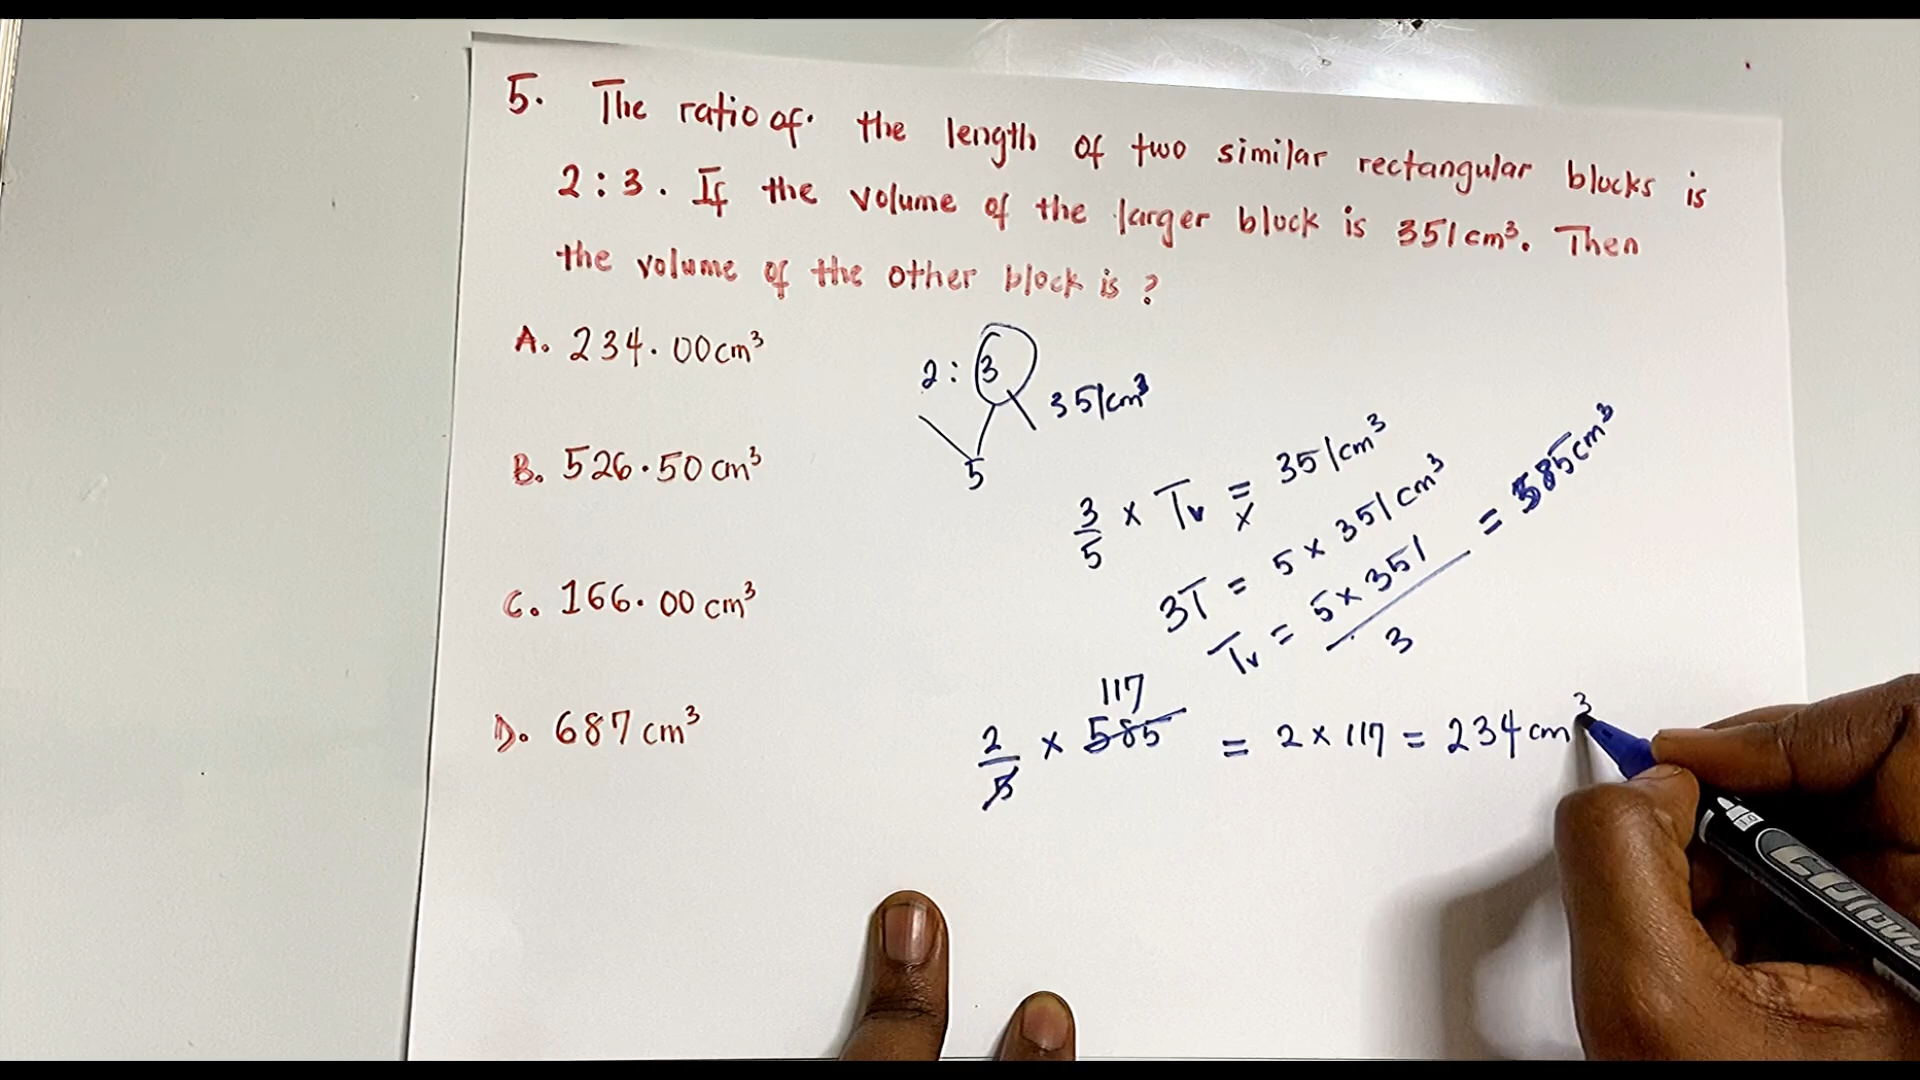 5. The ratio of the length of two similar rectangular blocks is
2 : 3. If the volume of the larger block is 351cm³. Then
the volume of the other block is ?
A. 234.00cm³
B. 526.50cm³
C. 166.00cm³
D. 687cm³
2 : 3
351cm³
5
3/5 × Tv = 351cm³
×
3T = 5 × 351cm³
Tv = 5 × 351 / 3 = 585cm³
117
2/5 × 585 = 2 × 117 = 234cm³